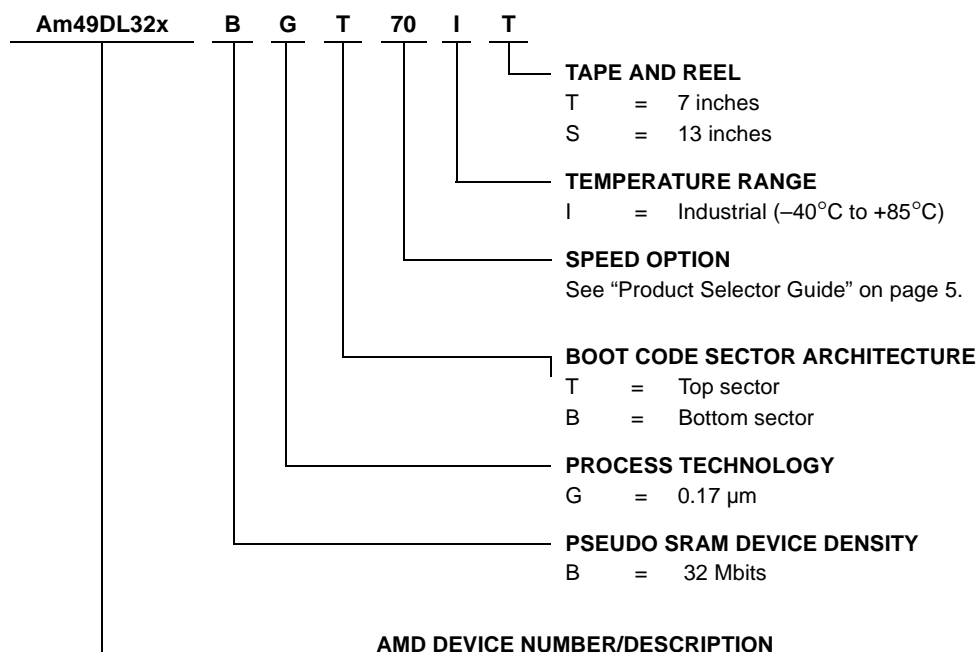 Am49DL32x B G T 70 I T
TAPE AND REEL
T = 7 inches
S = 13 inches
TEMPERATURE RANGE
I = Industrial (–40°C to +85°C)
SPEED OPTION
See “Product Selector Guide” on page 5.
BOOT CODE SECTOR ARCHITECTURE
T = Top sector
B = Bottom sector
PROCESS TECHNOLOGY
G = 0.17 µm
PSEUDO SRAM DEVICE DENSITY
B = 32 Mbits
AMD DEVICE NUMBER/DESCRIPTION